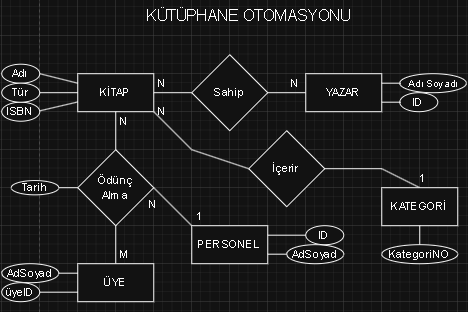 KÜTÜPHANE OTOMASYONU
Adı
Tür
ISBN
KİTAP
N
Sahip
N
YAZAR
Adı Soyadı
ID
N
N
İçerir
1
KATEGORİ
KategoriNO
Tarih
Ödünç
Alma
N
1
PERSONEL
ID
AdSoyad
M
AdSoyad
üyeID
ÜYE